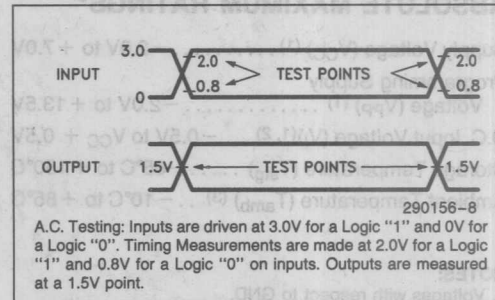 3.0
2.0 2.0
INPUT TEST POINTS
0.8 0.8
0
OUTPUT 1.5V TEST POINTS 1.5V
290156–8
A.C. Testing: Inputs are driven at 3.0V for a Logic “1” and 0V for
a Logic “0”. Timing Measurements are made at 2.0V for a Logic
“1” and 0.8V for a Logic “0” on inputs. Outputs are measured
at a 1.5V point.